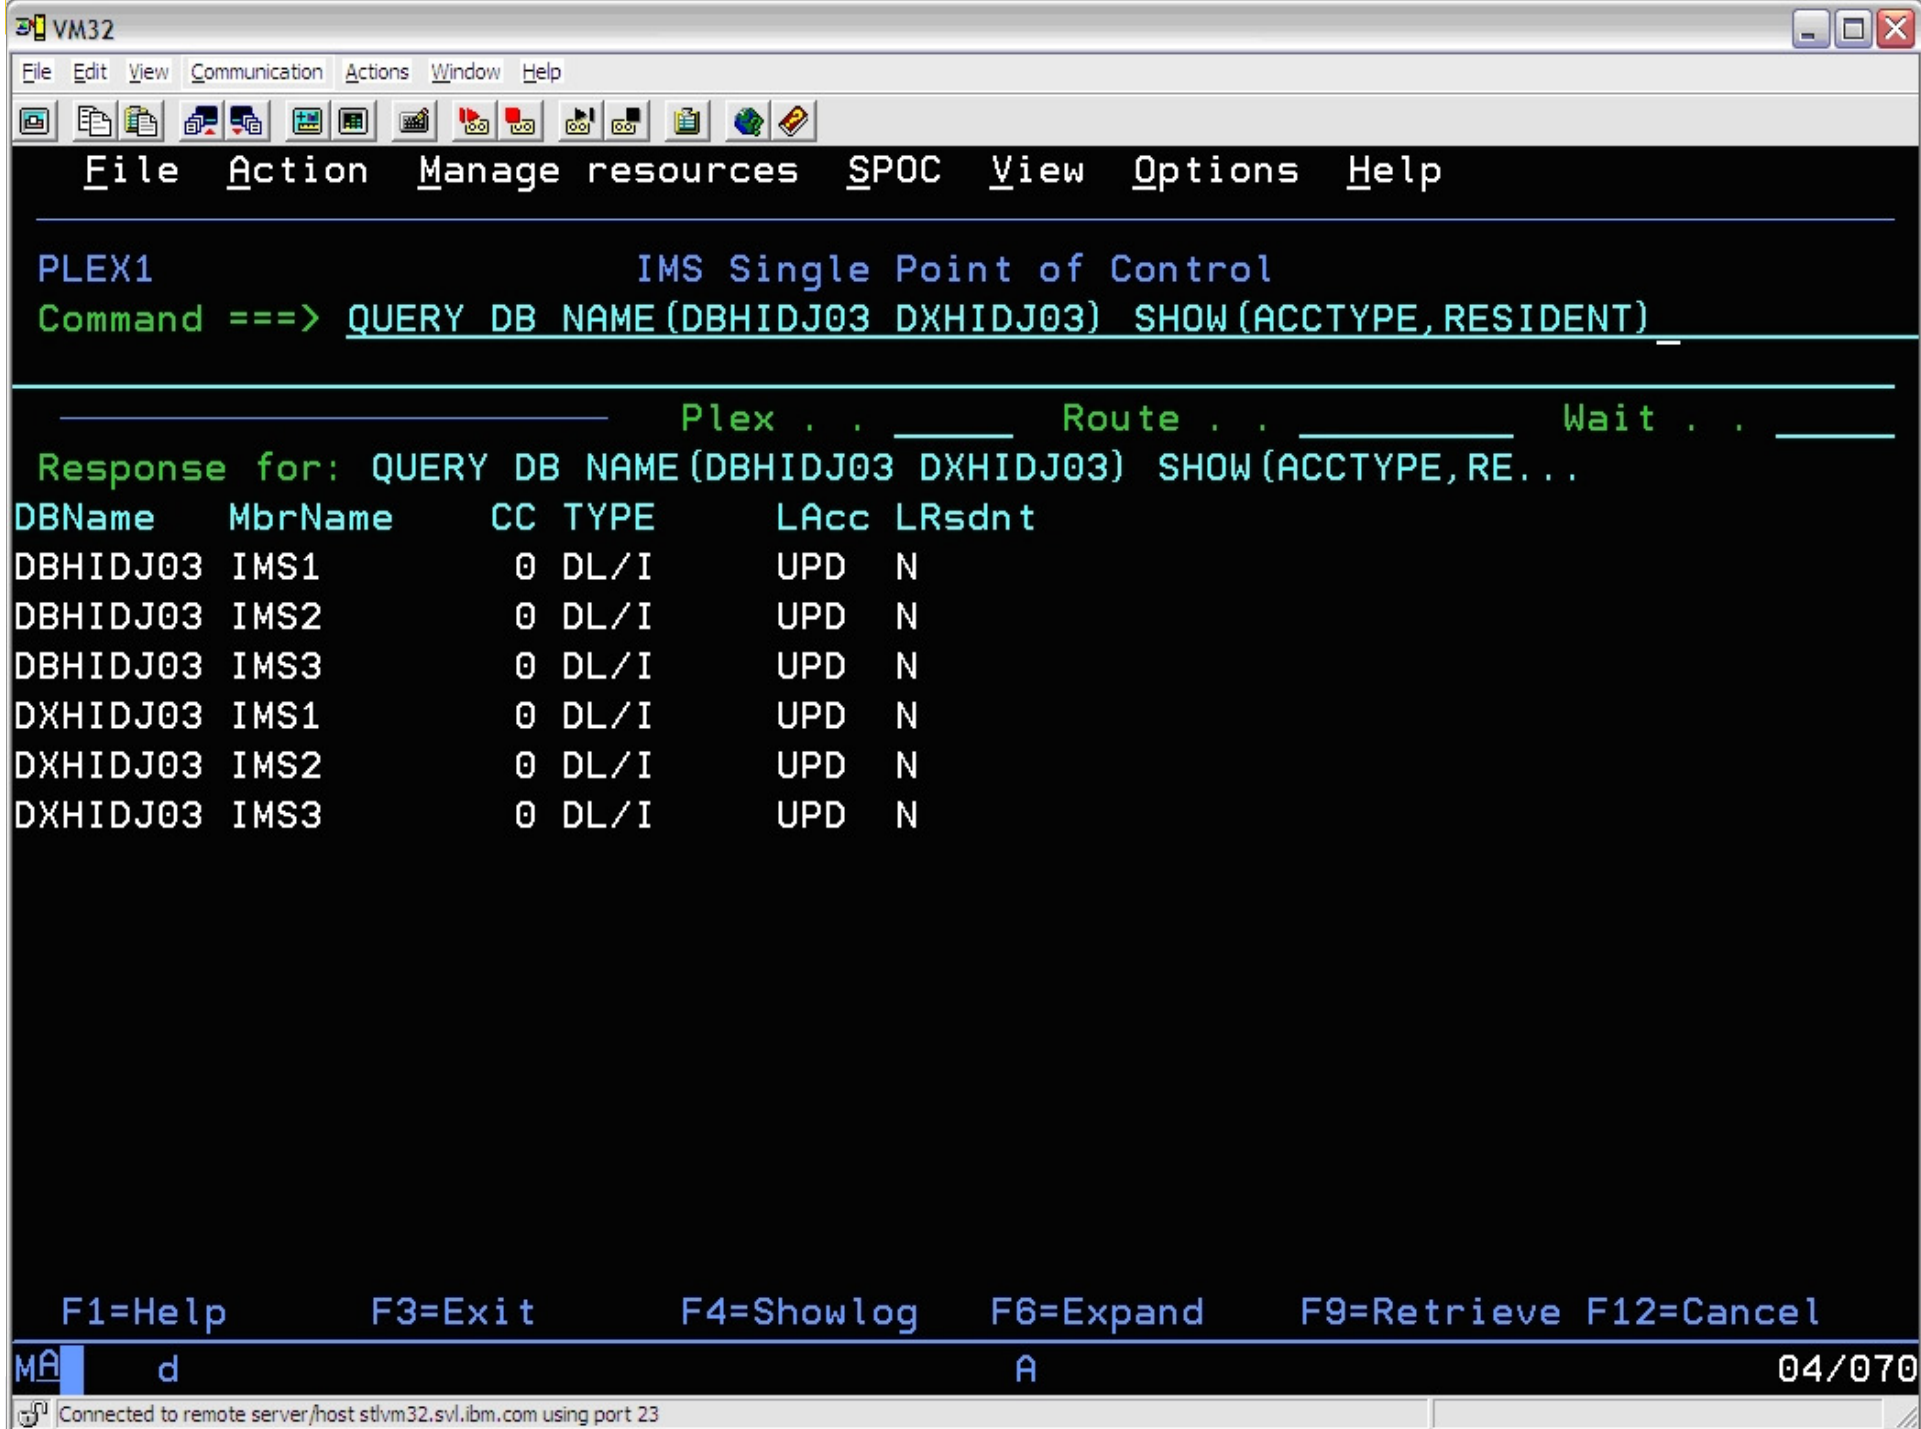 VM32
File Edit View Communication Actions Window Help
File Action Manage resources SPOC View Options Help
PLEX1 IMS Single Point of Control
Command ===> QUERY DB NAME(DBHIDJ03 DXHIDJ03) SHOW(ACCTYPE,RESIDENT)
Plex . . Route . . Wait . .
Response for: QUERY DB NAME(DBHIDJ03 DXHIDJ03) SHOW(ACCTYPE,RE...
DBName MbrName CC TYPE LAcc LRsdnt
DBHIDJ03 IMS1 0 DL/I UPD N
DBHIDJ03 IMS2 0 DL/I UPD N
DBHIDJ03 IMS3 0 DL/I UPD N
DXHIDJ03 IMS1 0 DL/I UPD N
DXHIDJ03 IMS2 0 DL/I UPD N
DXHIDJ03 IMS3 0 DL/I UPD N
F1=Help F3=Exit F4=Showlog F6=Expand F9=Retrieve F12=Cancel
MA d A 04/070
Connected to remote server/host stlvm32.svl.ibm.com using port 23